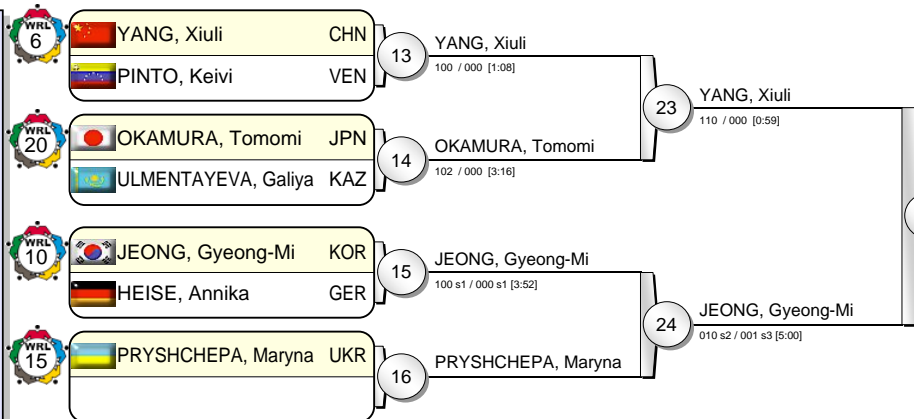 WRL 6
YANG, Xiuli CHN
PINTO, Keivi VEN
13
YANG, Xiuli
100 / 000 [1:08]
WRL 20
OKAMURA, Tomomi JPN
ULMENTAYEVA, Galiya KAZ
14
OKAMURA, Tomomi
102 / 000 [3:16]
23
YANG, Xiuli
110 / 000 [0:59]
WRL 10
JEONG, Gyeong-Mi KOR
HEISE, Annika GER
15
JEONG, Gyeong-Mi
100 s1 / 000 s1 [3:52]
WRL 15
PRYSHCHEPA, Maryna UKR
16
PRYSHCHEPA, Maryna
24
JEONG, Gyeong-Mi
010 s2 / 001 s3 [5:00]